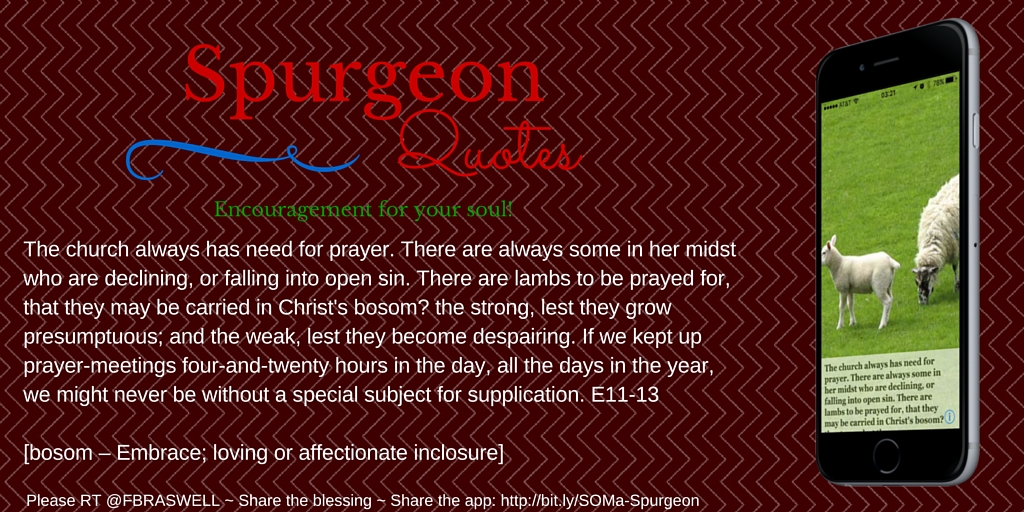 Spurgeon
Quotes
Encouragement for your soul!
The church always has need for prayer. There are always some in her midst
who are declining, or falling into open sin. There are lambs to be prayed for,
that they may be carried in Christ's bosom? the strong, lest they grow
presumptuous; and the weak, lest they become despairing. If we kept up
prayer-meetings four-and-twenty hours in the day, all the days in the year,
we might never be without a special subject for supplication. E11-13
[bosom – Embrace; loving or affectionate inclosure]
Please RT @FBRASWELL ~ Share the blessing ~ Share the app: http://bit.ly/SOMa-Spurgeon
AT&T 03:21 78%
The church always has need for
prayer. There are always some in
her midst who are declining, or
falling into open sin. There are
lambs to be prayed for, that they
may be carried in Christ's bosom?